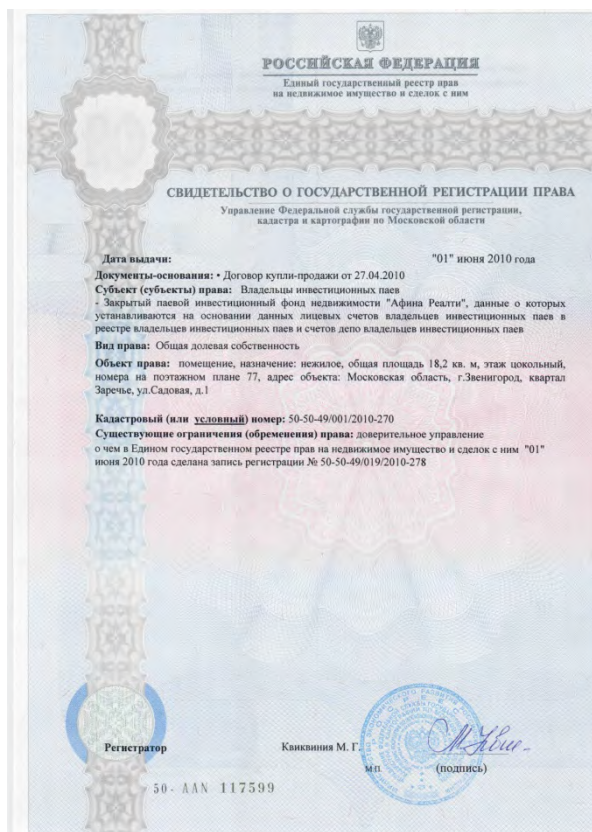 РОССИЙСКАЯ ФЕДЕРАЦИЯ
Единый государственный реестр прав
на недвижимое имущество и сделок с ним
СВИДЕТЕЛЬСТВО О ГОСУДАРСТВЕННОЙ РЕГИСТРАЦИИ ПРАВА
Управление Федеральной службы государственной регистрации,
кадастра и картографии по Московской области
Дата выдачи: "01" июня 2010 года
Документы-основания: • Договор купли-продажи от 27.04.2010
Субъект (субъекты) права: Владельцы инвестиционных паев
- Закрытый паевой инвестиционный фонд недвижимости "Афина Реалти", данные о которых
устанавливаются на основании данных лицевых счетов владельцев инвестиционных паев в
реестре владельцев инвестиционных паев и счетов депо владельцев инвестиционных паев
Вид права: Общая долевая собственность
Объект права: помещение, назначение: нежилое, общая площадь 18,2 кв. м, этаж цокольный,
номера на поэтажном плане 77, адрес объекта: Московская область, г.Звенигород, квартал
Заречье, ул.Садовая, д.1
Кадастровый (или условный) номер: 50-50-49/001/2010-270
Существующие ограничения (обременения) права: доверительное управление
о чем в Едином государственном реестре прав на недвижимое имущество и сделок с ним "01"
июня 2010 года сделана запись регистрации № 50-50-49/019/2010-278
Регистратор Квиквиния М. Г.
м.п. (подпись)
50- ААN 117599